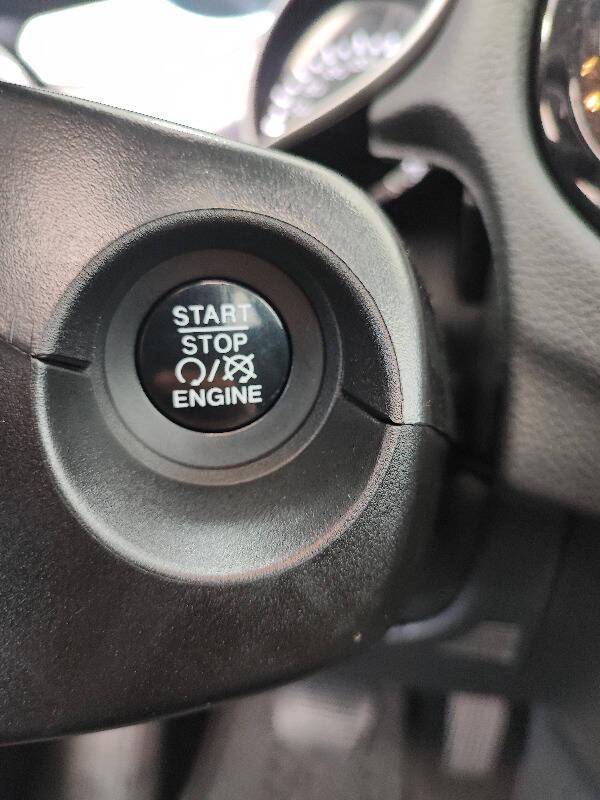 START
STOP
/
ENGINE